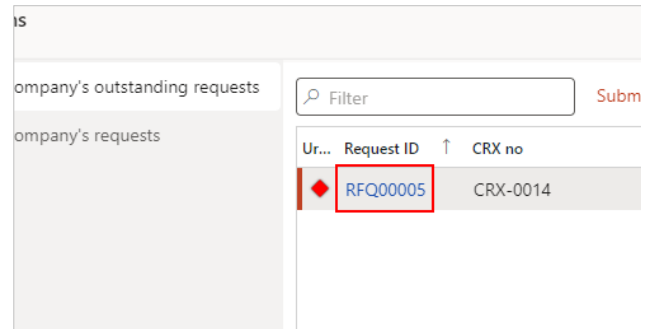 ns
ompany's outstanding requests
ompany's requests
Filter
Subm
Ur... Request ID ↑ CRX no
RFQ00005 CRX-0014